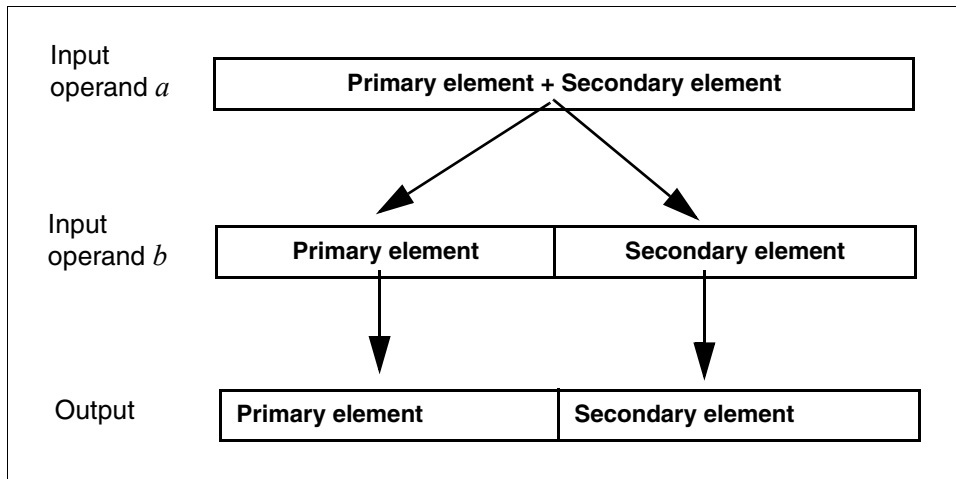 Input
operand a
Primary element + Secondary element
Input
operand b
Primary element
Secondary element
Output
Primary element
Secondary element